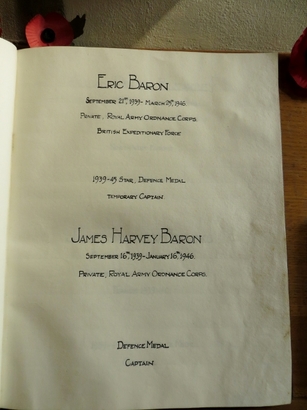 Eric Baron
September 21st, 1939 - March 29th, 1946.
Private, Royal Army Ordnance Corps.
British Expeditionary Force
1939-45 Star, Defence Medal
Temporary Captain
James Harvey Baron
September 16th, 1939 - January 16th, 1946.
Private, Royal Army Ordnance Corps.
Defence Medal
Captain.